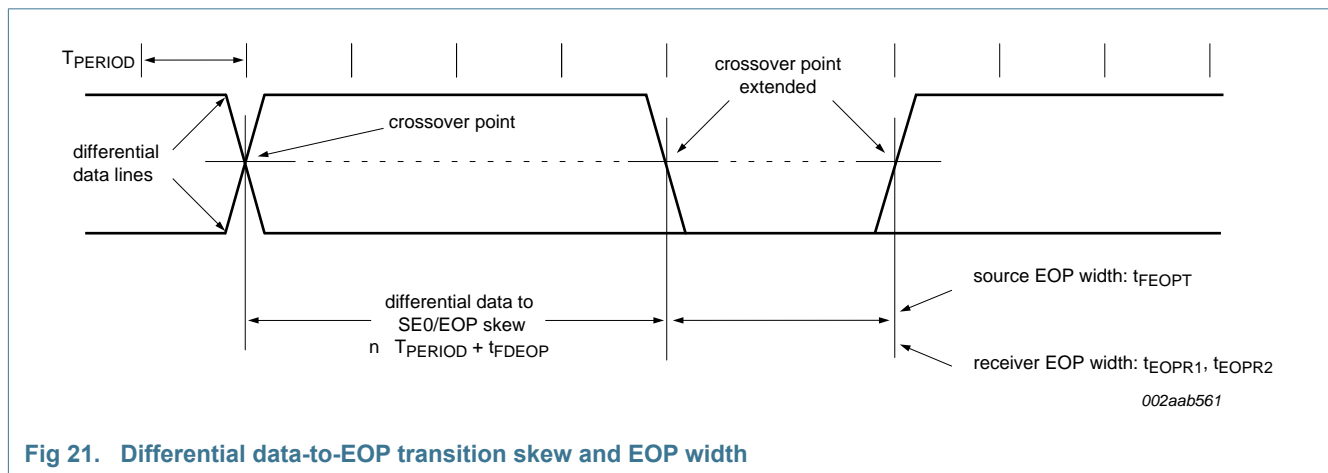 TPERIOD
crossover point
extended
crossover point
differential
data lines
differential data to
SE0/EOP skew
n TPERIOD + tFDEOP
source EOP width: tFEOPT
receiver EOP width: tEOPR1, tEOPR2
002aab561
Fig 21. Differential data-to-EOP transition skew and EOP width